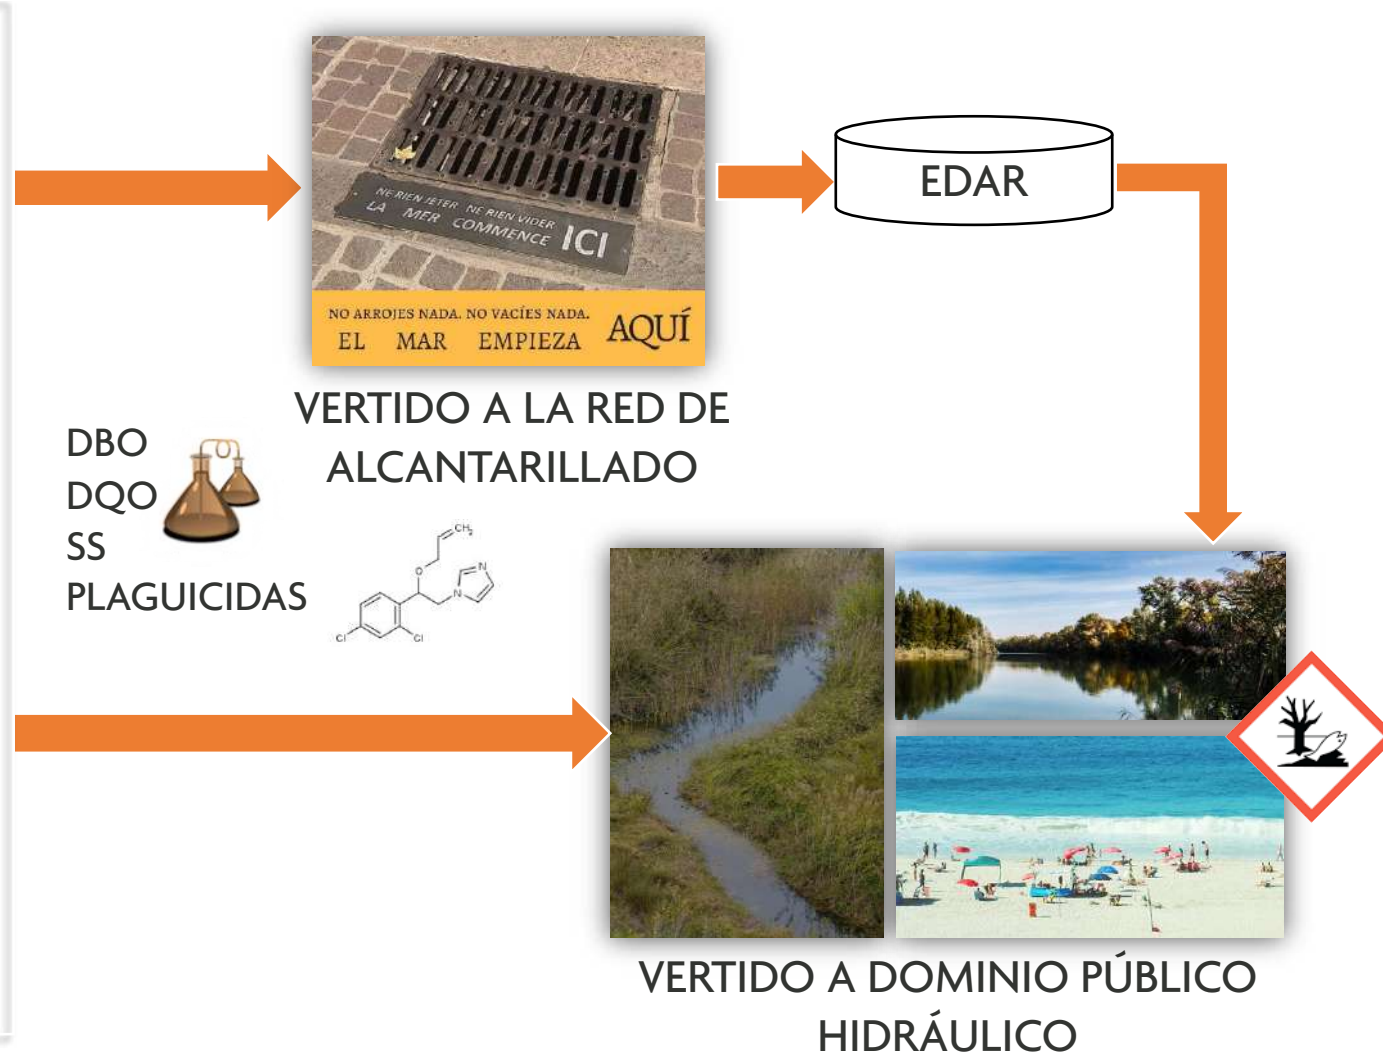 NE RIEN JETER NE RIEN VIDER
LA MER COMMENCE ICI
NO ARROJES NADA. NO VACÍES NADA.
EL MAR EMPIEZA AQUÍ
EDAR
VERTIDO A LA RED DE
ALCANTARILLADO
DBO
DQO
SS
PLAGUICIDAS
CH₂
O
N
N
Cl
Cl
VERTIDO A DOMINIO PÚBLICO
HIDRÁULICO